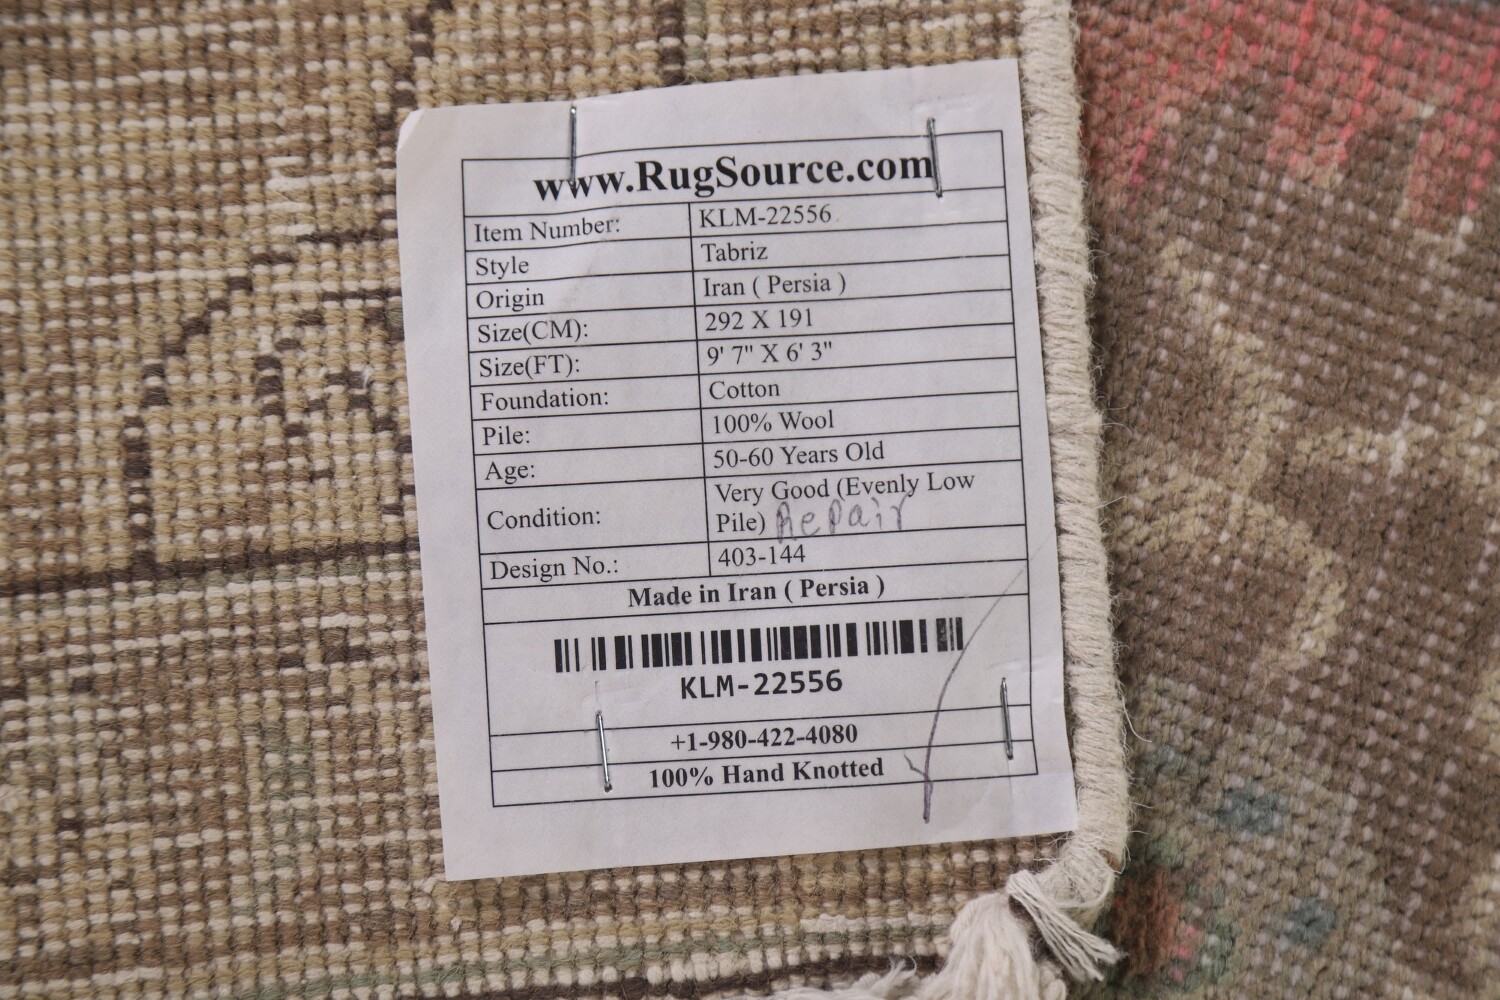 www.RugSource.com
Item Number: KLM-22556
Style Tabriz
Origin Iran ( Persia )
Size(CM): 292 X 191
Size(FT): 9' 7" X 6' 3"
Foundation: Cotton
Pile: 100% Wool
Age: 50-60 Years Old
Condition: Very Good (Evenly Low
Pile) Repair
Design No.: 403-144
Made in Iran ( Persia )
KLM-22556
+1-980-422-4080
100% Hand Knotted